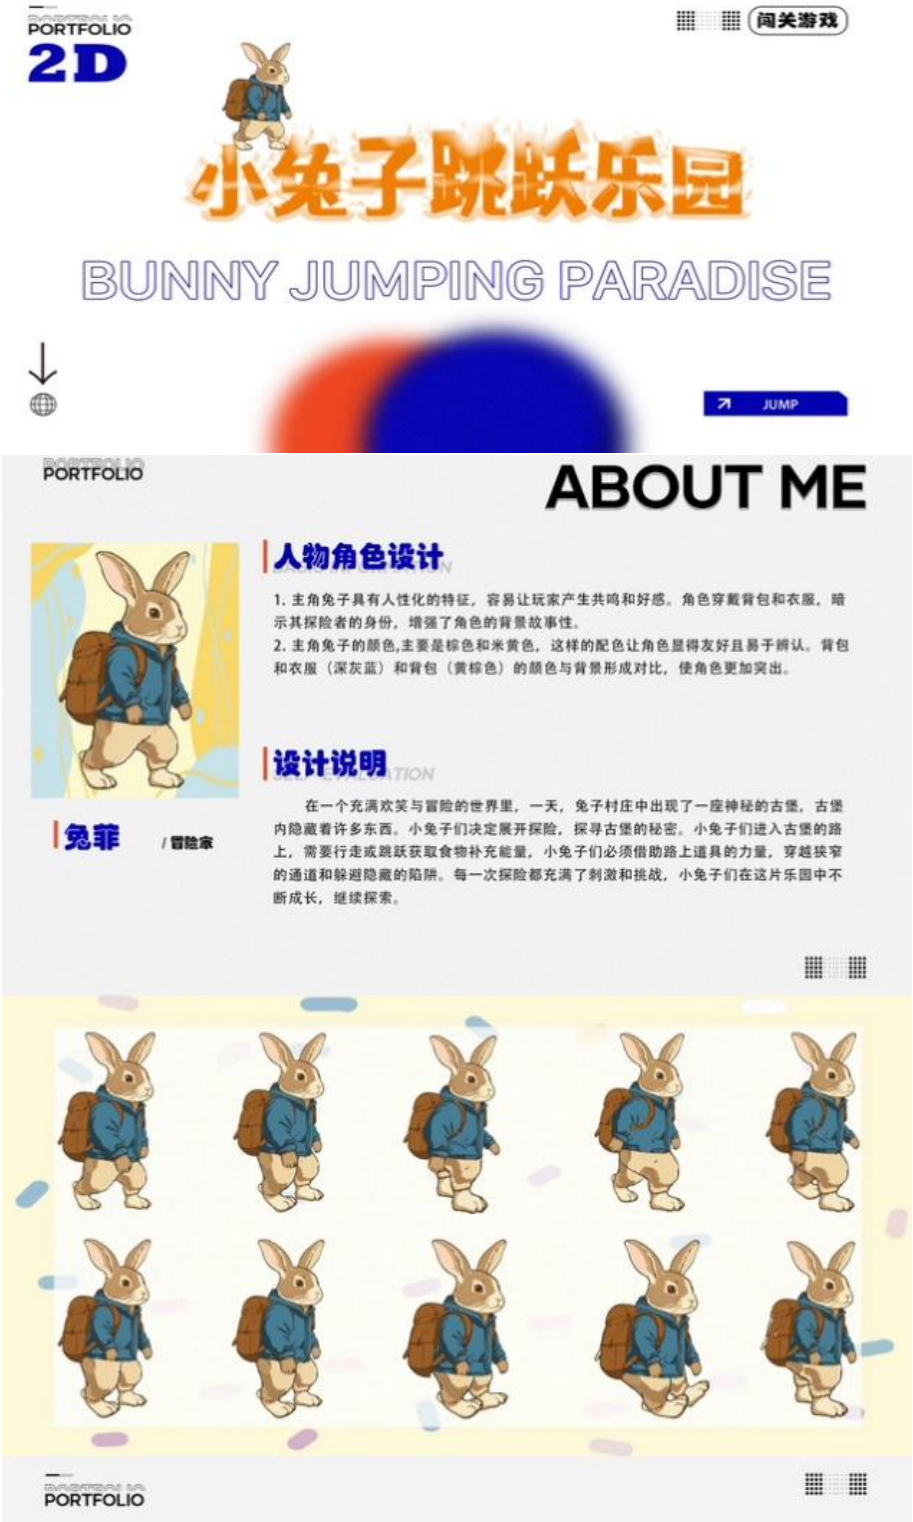 PORTFOLIO
PORTFOLIO
2D
闯关游戏
小兔子跳跃乐园
BUNNY JUMPING PARADISE
JUMP
PORTFOLIO
PORTFOLIO
ABOUT ME
人物角色设计
1. 主角兔子具有人性化的特征，容易让玩家产生共鸣和好感。角色穿戴背包和衣服，暗
示其探险者的身份，增强了角色的背景故事性。
2. 主角兔子的颜色,主要是棕色和米黄色，这样的配色让角色显得友好且易于辨认。背包
和衣服（深灰蓝）和背包（黄棕色）的颜色与背景形成对比，使角色更加突出。
设计说明
在一个充满欢笑与冒险的世界里，一天，兔子村庄中出现了一座神秘的古堡，古堡
内隐藏着许多东西。小兔子们决定展开探险，探寻古堡的秘密。小兔子们进入古堡的路
上，需要行走或跳跃获取食物补充能量，小兔子们必须借助路上道具的力量，穿越狭窄
的通道和躲避隐藏的陷阱。每一次探险都充满了刺激和挑战，小兔子们在这片乐园中不
断成长，继续探索。
兔菲
/ 冒险家
PORTFOLIO
PORTFOLIO